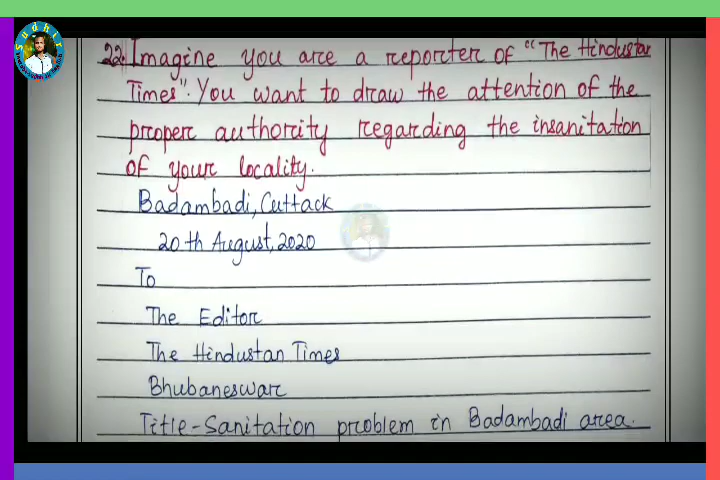 Sudhir
22. Imagine you are a reporter of "The Hindustan
Times". You want to draw the attention of the
proper authority regarding the insanitation
of your locality.
Badambadi, Cuttack
20th August, 2020
To
The Editor
The Hindustan Times
Bhubaneswar
Title-Sanitation problem in Badambadi area.